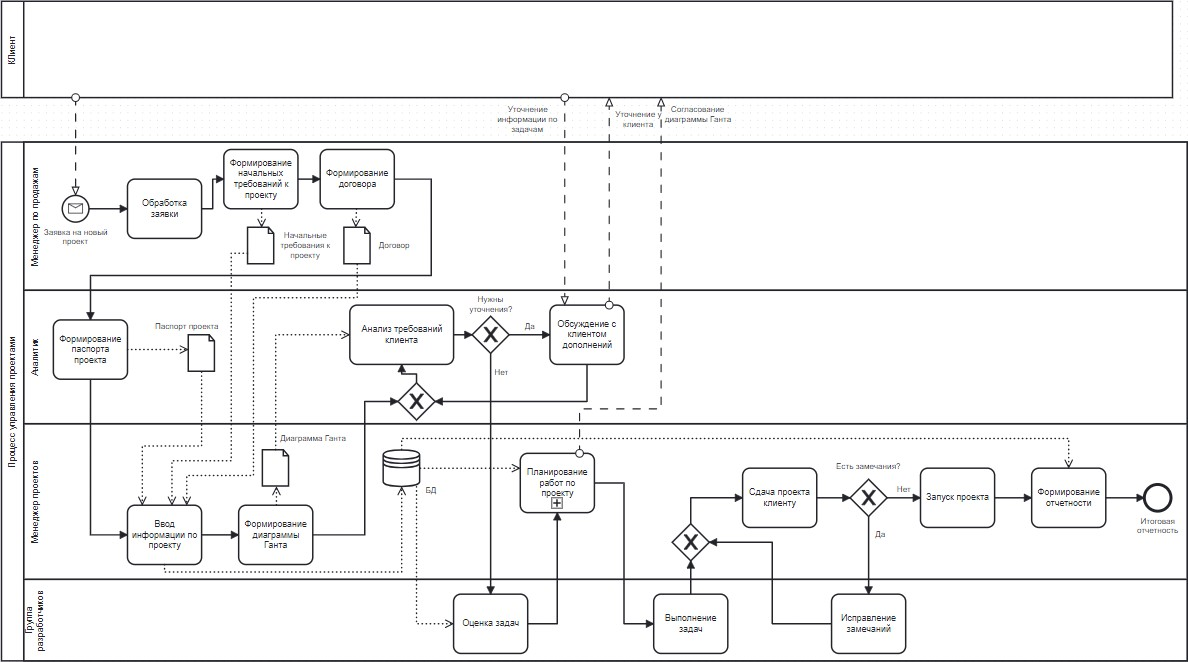 КЛиент
Уточнение
информации по
задачам
Уточнение у
клиента
Согласование
диаграммы Ганта
Процесс управления проектами
Менеджер по продажам
Заявка на новый
проект
Обработка
заявки
Формирование
начальных
требований к
проекту
Формирование
договора
Начальные
требования к
проекту
Договор
Аналитик
Формирование
паспорта
проекта
Паспорт проекта
Анализ требований
клиента
Нужны
уточнения?
Да
Нет
Обсуждение с
клиентом
дополнений
Менеджер проектов
Ввод
информации по
проекту
Формирование
диаграммы
Ганта
Диаграмма Ганта
БД
Планирование
работ по
проекту
Сдача проекта
клиенту
Есть замечания?
Нет
Да
Запуск проекта
Формирование
отчетности
Итоговая
отчетность
Группа
разработчиков
Оценка задач
Выполнение
задач
Исправление
замечаний